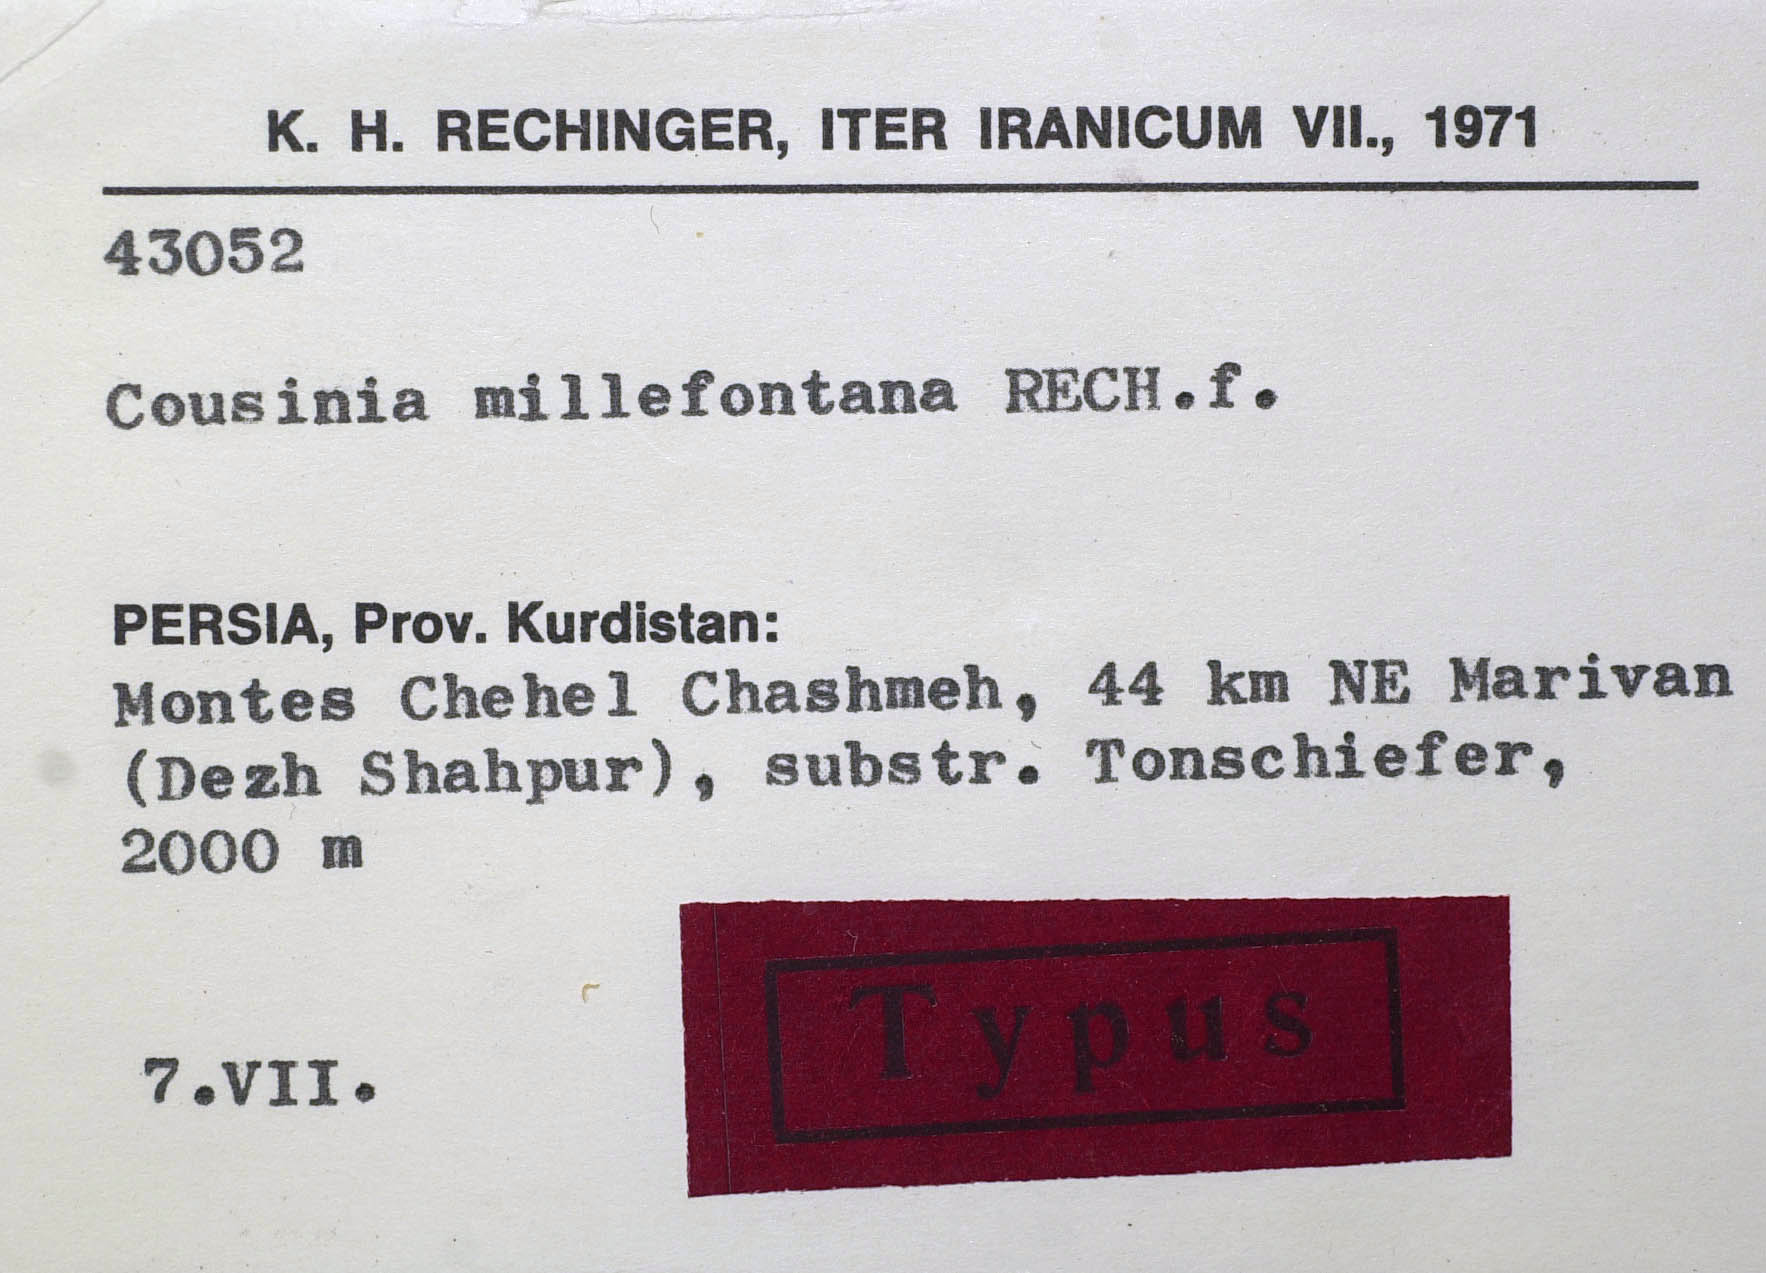 K. H. RECHINGER, ITER IRANICUM VII., 1971
43052
Cousinia millefontana RECH.f.
PERSIA, Prov. Kurdistan:
Montes Chehel Chashmeh, 44 km NE Marivan
(Dezh Shahpur), substr. Tonschiefer,
2000 m
Typus
7.VII.